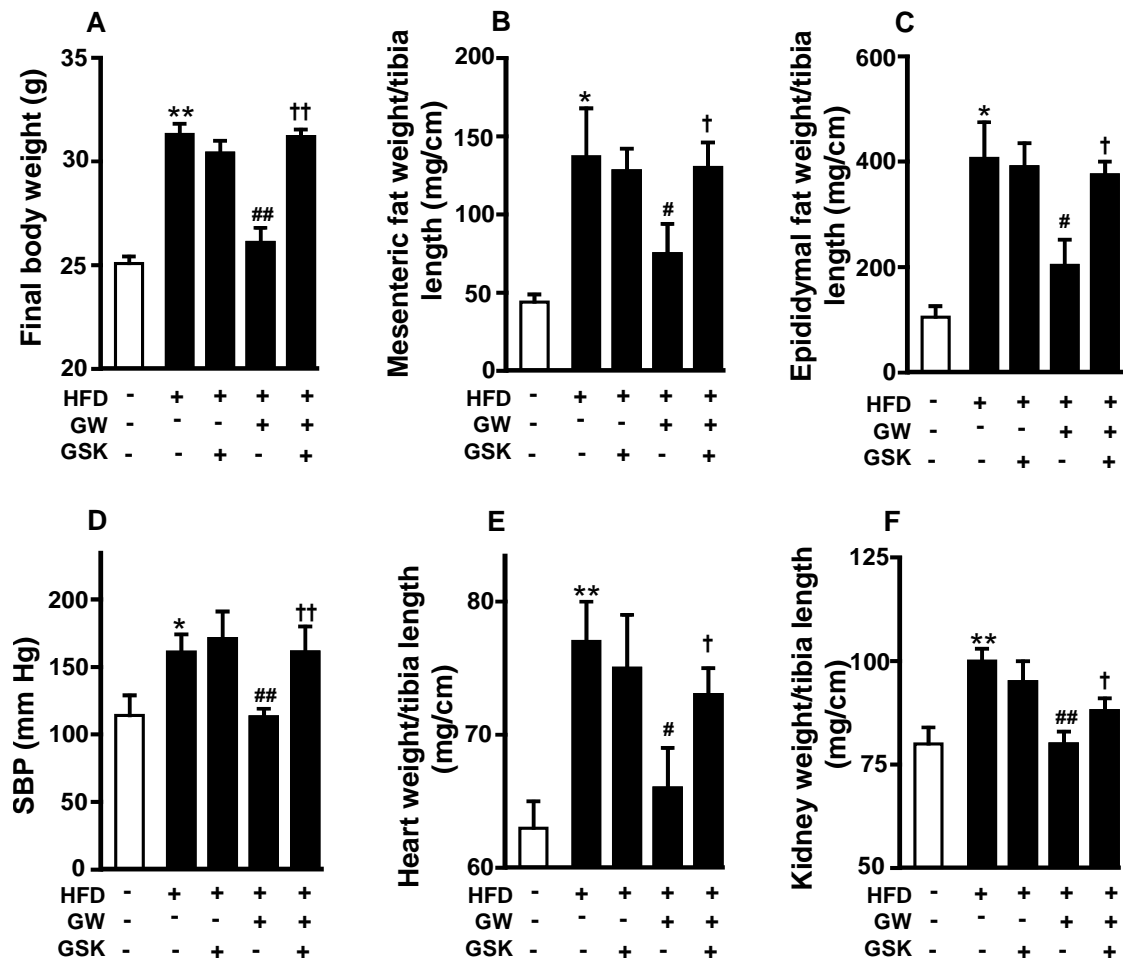 A
Final body weight (g)
35
30
25
20
**
##
††
HFD - + + + +
GW - - - + +
GSK - - + - +
B
Mesenteric fat weight/tibia
length (mg/cm)
200
150
100
50
0
*
#
†
HFD - + + + +
GW - - - + +
GSK - - + - +
C
Epididymal fat weight/tibia
length (mg/cm)
600
400
200
0
*
#
†
HFD - + + + +
GW - - - + +
GSK - - + - +
D
SBP (mm Hg)
200
150
100
50
0
*
##
††
HFD - + + + +
GW - - - + +
GSK - - + - +
E
Heart weight/tibia length
(mg/cm)
80
70
60
**
#
†
HFD - + + + +
GW - - - + +
GSK - - + - +
F
Kidney weight/tibia length
(mg/cm)
125
100
75
50
**
##
†
HFD - + + + +
GW - - - + +
GSK - - + - +